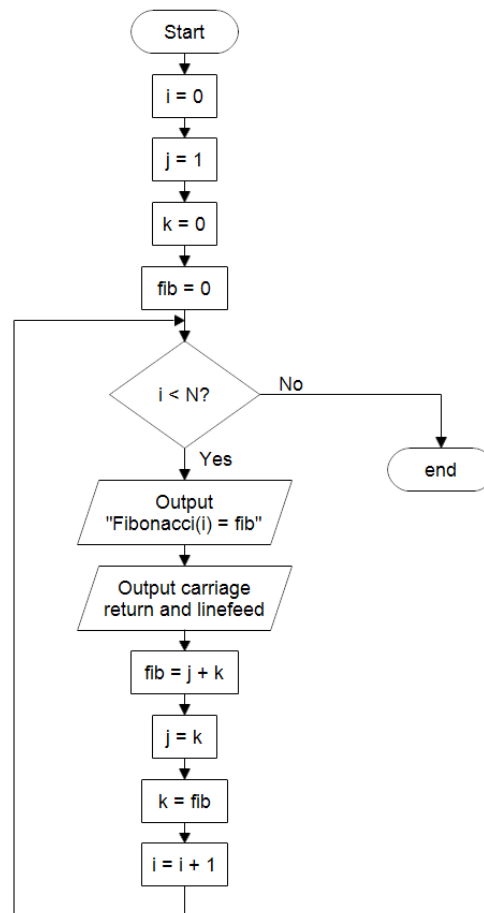 Start
i = 0
j = 1
k = 0
fib = 0
i < N?
No
end
Yes
Output
"Fibonacci(i) = fib"
Output carriage
return and linefeed
fib = j + k
j = k
k = fib
i = i + 1